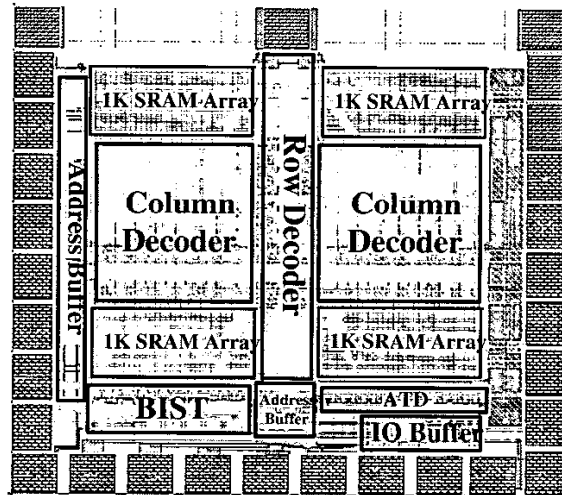 1K SRAM Array
1K SRAM Array
Address Buffer
Column
Decoder
Row Decoder
Column
Decoder
1K SRAM Array
1K SRAM Array
BIST
Address
Buffer
ATD
IO Buffer